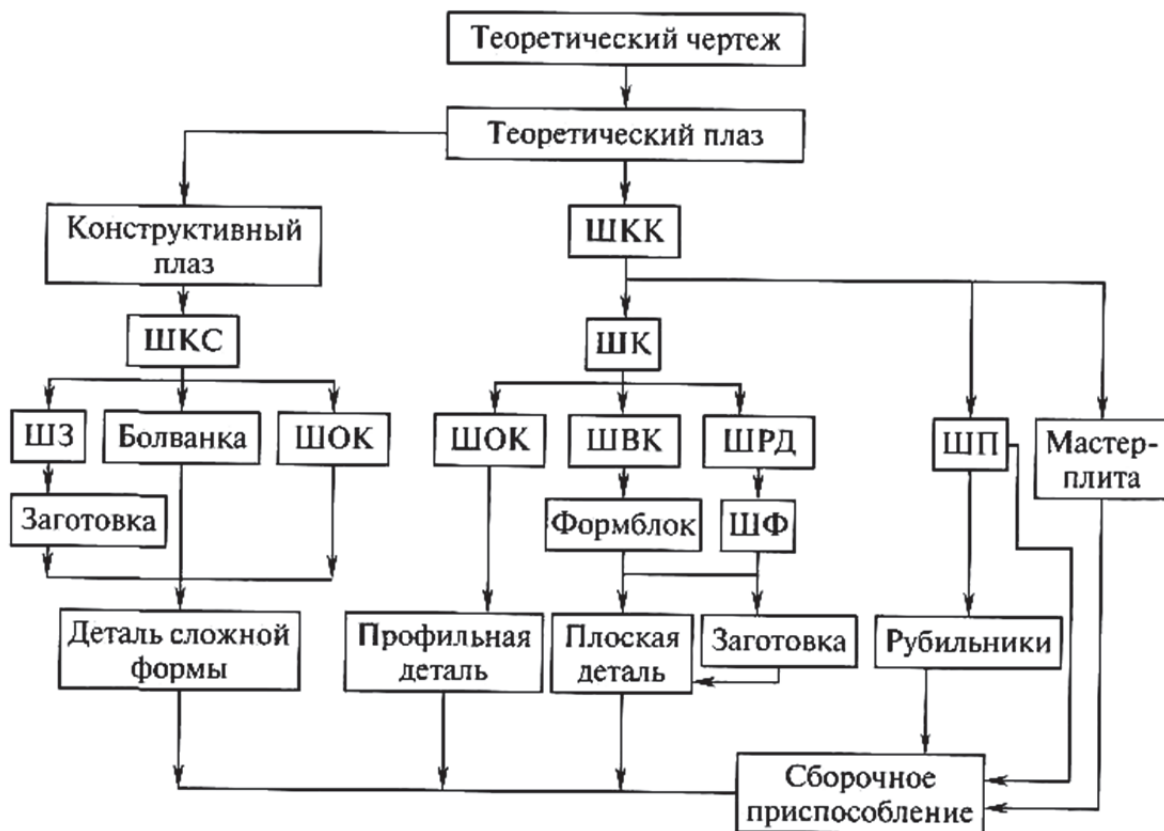 Теоретический чертеж
Теоретический плаз
Конструктивный
плаз
ШКК
ШКС
ШК
ШЗ
Болванка
ШОК
ШОК
ШВК
ШРД
ШП
Мастер-
плита
Заготовка
Формблок
ШФ
Деталь сложной
формы
Профильная
деталь
Плоская
деталь
Заготовка
Рубильники
Сборочное
приспособление